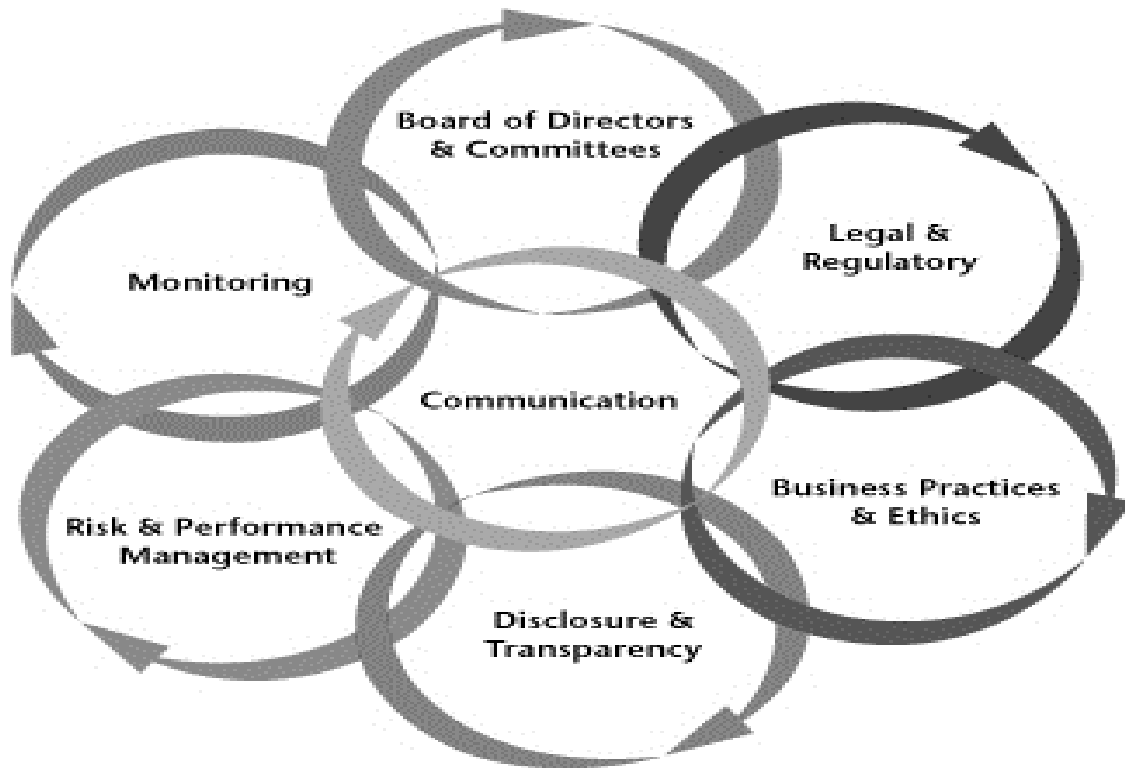 Board of Directors
& Committees
Legal &
Regulatory
Monitoring
Communication
Business Practices
& Ethics
Risk & Performance
Management
Disclosure &
Transparency